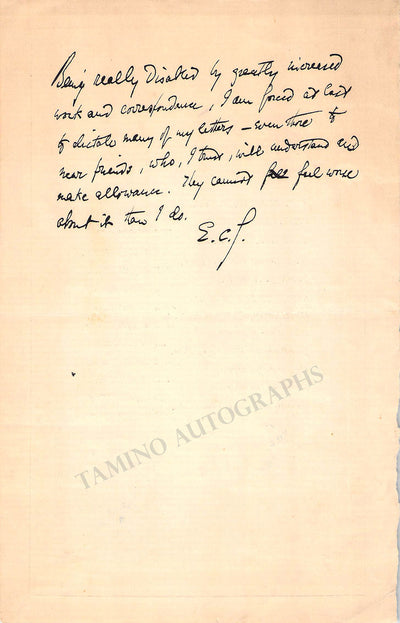 Being really disabled by greatly increased
work and correspondence, I am forced at last
to dictate many of my letters – even those to
near friends, who, I trust, will understand and
make allowance. They cannot feel worse
about it than I do.
E.C.S.
TAMINO AUTOGRAPHS